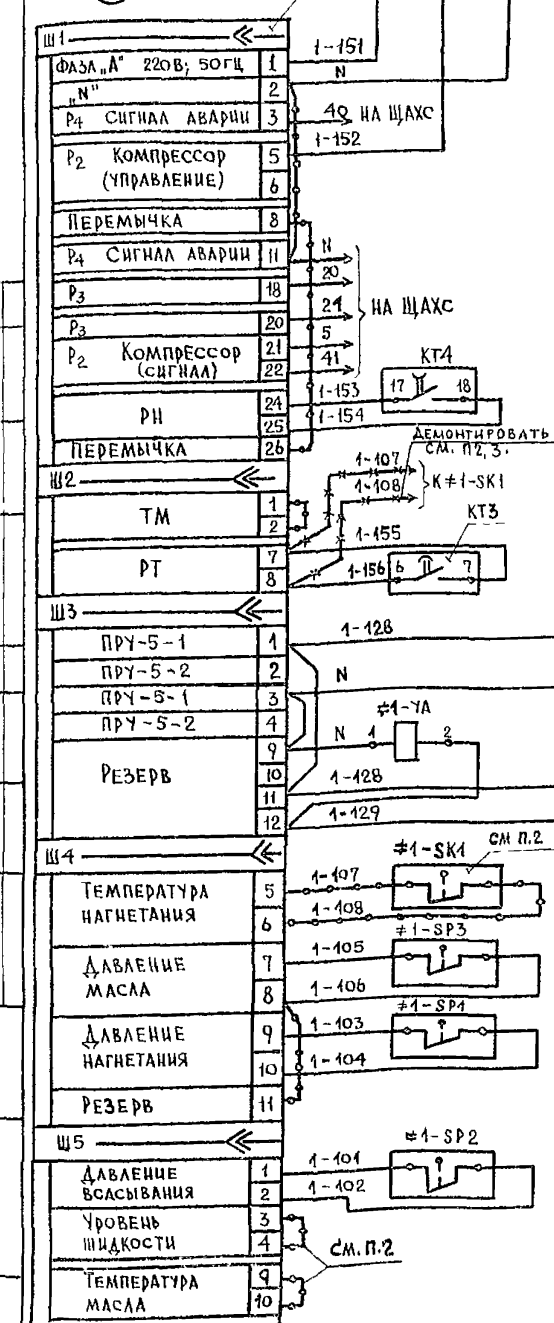 Ш1
1-151
ФАЗА „А" 220В; 50ГЦ 1
N
„N" 2
Р4 СИГНАЛ АВАРИИ 3
40 НА ЩАХС
1-152
Р2 КОМПРЕССОР 5
(УПРАВЛЕНИЕ) 6
ПЕРЕМЫЧКА 8
Р4 СИГНАЛ АВАРИИ 11
N
Р3 18
20
Р3 20
21
НА ЩАХС
Р2 КОМПРЕССОР 21
5
(СИГНАЛ) 22
41
КТ4
РН 24
1-153 17 18
25
1-154
ПЕРЕМЫЧКА 26
ДЕМОНТИРОВАТЬ
СМ. П2,3.
Ш2
1-107
1-108
К≠1-SK1
ТМ 1
2
КТ3
РТ 7
1-155
8
1-156 6 7
Ш3
ПРУ-5-1 1
1-128
ПРУ-5-2 2
N
ПРУ-5-1 3
ПРУ-5-2 4
≠1-YA
РЕЗЕРВ 9
N 1 2
10
1-128
11
12
1-129
Ш4
≠1-SK1
СМ П.2
ТЕМПЕРАТУРА 5
НАГНЕТАНИЯ 6
1-107
1-108
≠1-SP3
ДАВЛЕНИЕ 7
МАСЛА 8
1-105
1-106
≠1-SP1
ДАВЛЕНИЕ 9
НАГНЕТАНИЯ 10
1-103
1-104
РЕЗЕРВ 11
Ш5
≠1-SP2
ДАВЛЕНИЕ 1
ВСАСЫВАНИЯ 2
1-101
1-102
УРОВЕНЬ 3
ЖИДКОСТИ 4
СМ.П.2
ТЕМПЕРАТУРА 9
МАСЛА 10